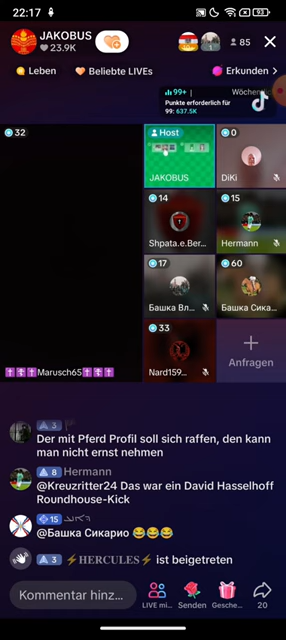 22:17
93
JAKOBUS
23.9K
85
Leben
Beliebte LIVEs
Erkunden >
99+ |
Wöchen
Punkte erforderlich für
99: 637.5K
32
Host
0
JAKOBUS
DiKi
14
15
Shpata.e.Ber...
Hermann
17
60
Башка Вл...
Башка Сика...
33
Nard159...
Anfragen
Marusch65
3
Der mit Pferd Profil soll sich raffen, den kann
man nicht ernst nehmen
8 Hermann
@Kreuzritter24 Das war ein David Hasselhoff
Roundhouse-Kick
15
@Башка Сикарио 😂😂😂
3 ⚡HERCULES⚡ ist beigetreten
Kommentar hinz...
LIVE mi...
Senden
Gesche...
20